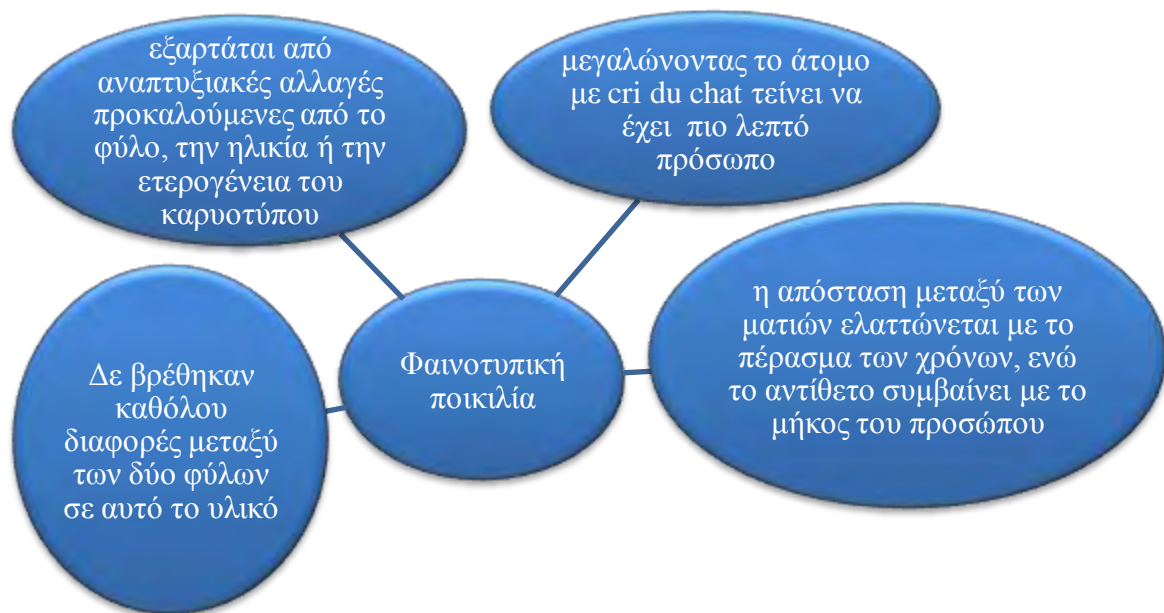 εξαρτάται από
αναπτυξιακές αλλαγές
προκαλούμενες από το
φύλο, την ηλικία ή την
ετερογένεια του
καρυοτύπου
μεγαλώνοντας το άτομο
με cri du chat τείνει να
έχει πιο λεπτό
πρόσωπο
η απόσταση μεταξύ των
ματιών ελαττώνεται με το
πέρασμα των χρόνων, ενώ
το αντίθετο συμβαίνει με το
μήκος του προσώπου
Φαινοτυπική
ποικιλία
Δε βρέθηκαν
καθόλου
διαφορές μεταξύ
των δύο φύλων
σε αυτό το υλικό